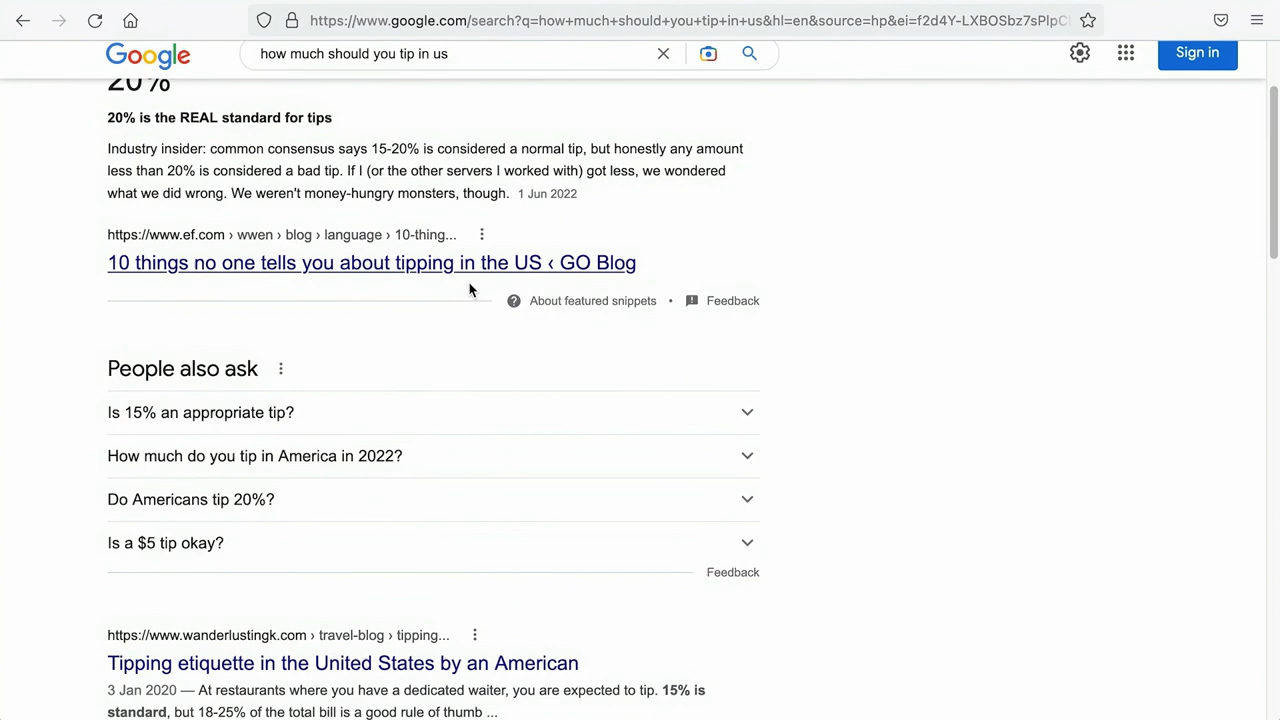 https://www.google.com/search?q=how+much+should+you+tip+in+us&hl=en&source=hp&ei=f2d4Y-LXBOSbz7sPlpC
Google
how much should you tip in us
Sign in
20%
20% is the REAL standard for tips
Industry insider: common consensus says 15-20% is considered a normal tip, but honestly any amount
less than 20% is considered a bad tip. If I (or the other servers I worked with) got less, we wondered
what we did wrong. We weren't money-hungry monsters, though. 1 Jun 2022
https://www.ef.com › wwen › blog › language › 10-thing...
10 things no one tells you about tipping in the US ‹ GO Blog
About featured snippets • Feedback
People also ask
Is 15% an appropriate tip?
How much do you tip in America in 2022?
Do Americans tip 20%?
Is a $5 tip okay?
Feedback
https://www.wanderlustingk.com › travel-blog › tipping...
Tipping etiquette in the United States by an American
3 Jan 2020 — At restaurants where you have a dedicated waiter, you are expected to tip. 15% is
standard, but 18-25% of the total bill is a good rule of thumb ...